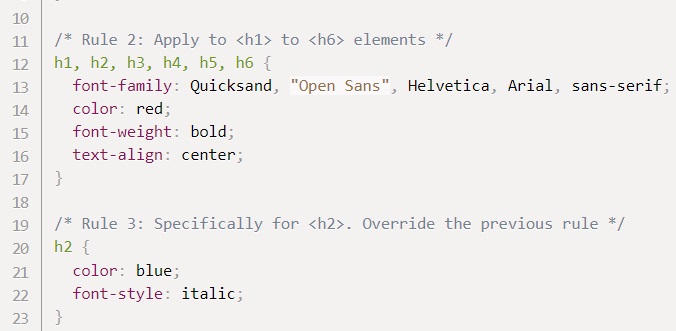 10
11 /* Rule 2: Apply to <h1> to <h6> elements */
12 h1, h2, h3, h4, h5, h6 {
13   font-family: Quicksand, "Open Sans", Helvetica, Arial, sans-serif;
14   color: red;
15   font-weight: bold;
16   text-align: center;
17 }
18
19 /* Rule 3: Specifically for <h2>. Override the previous rule */
20 h2 {
21   color: blue;
22   font-style: italic;
23 }